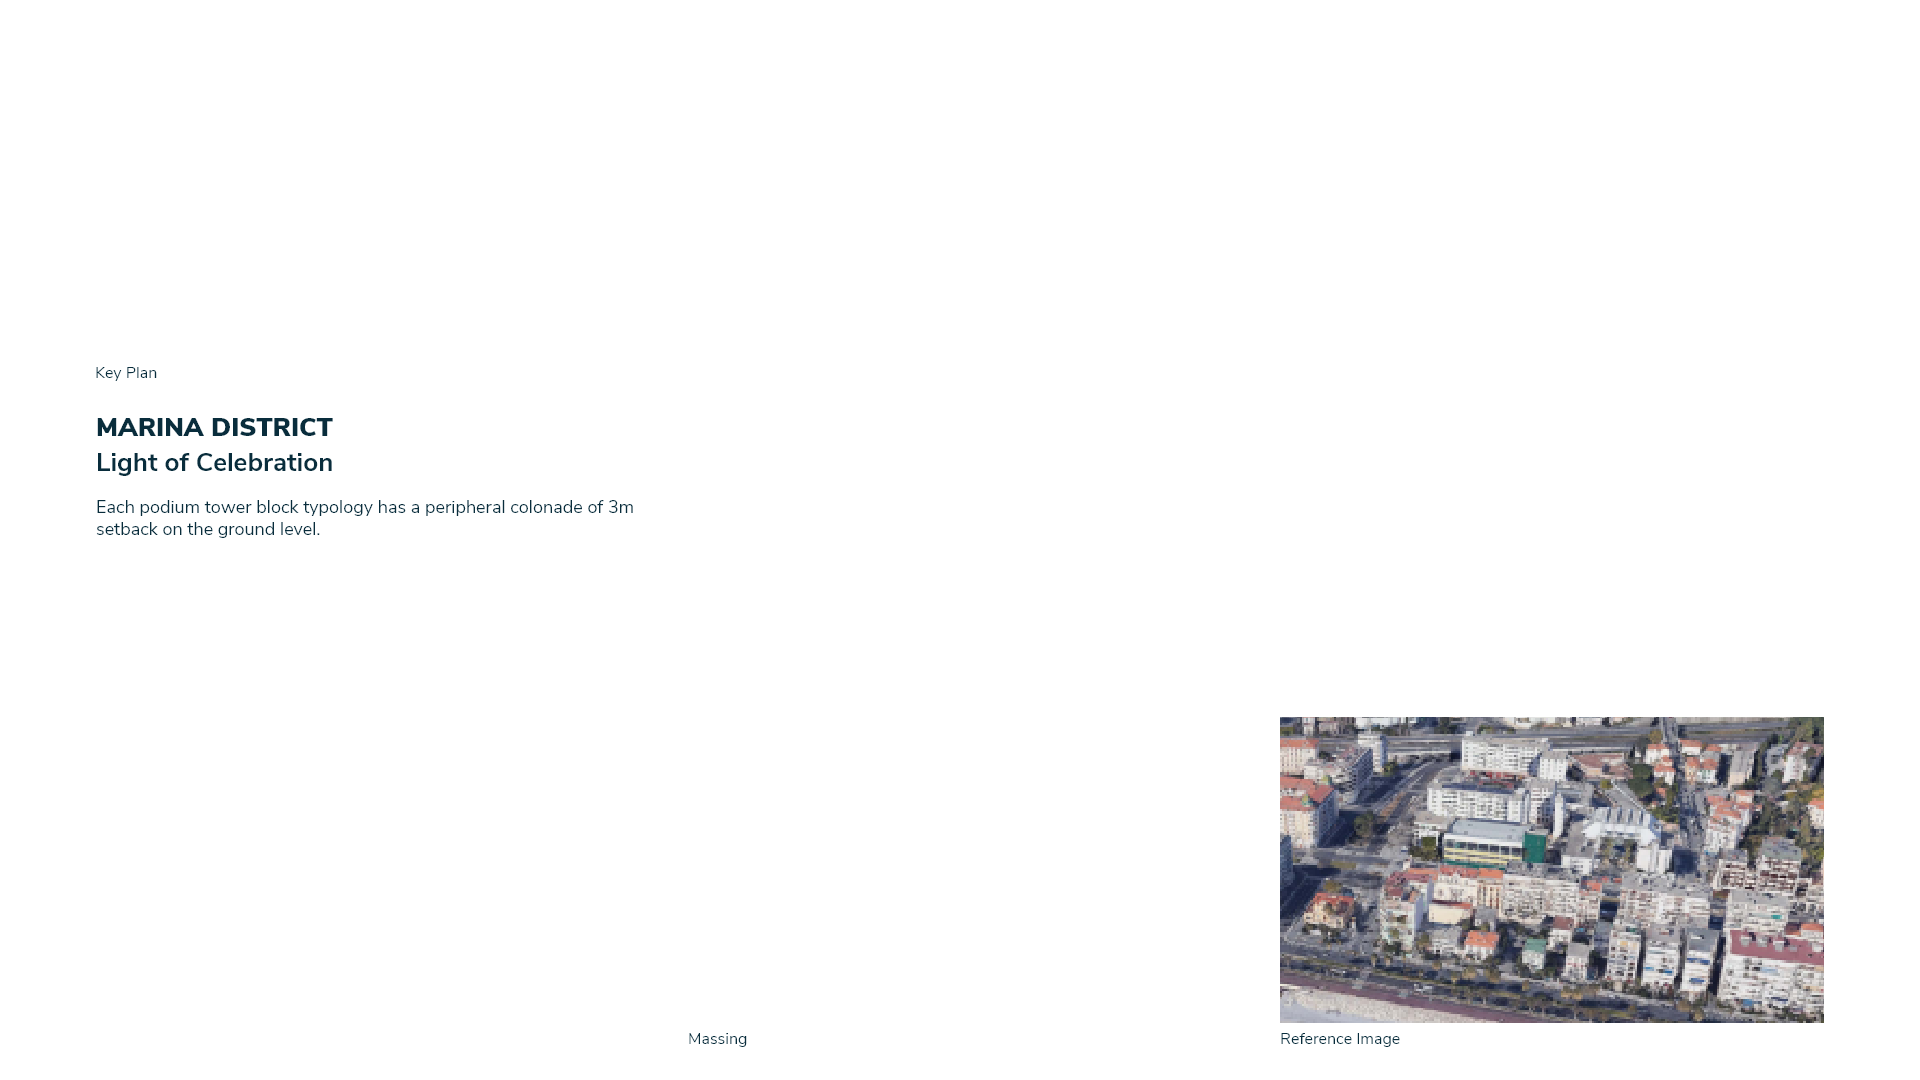 Key Plan
MARINA DISTRICT
Light of Celebration
Each podium tower block typology has a peripheral colonade of 3m
setback on the ground level.
Massing
Reference Image